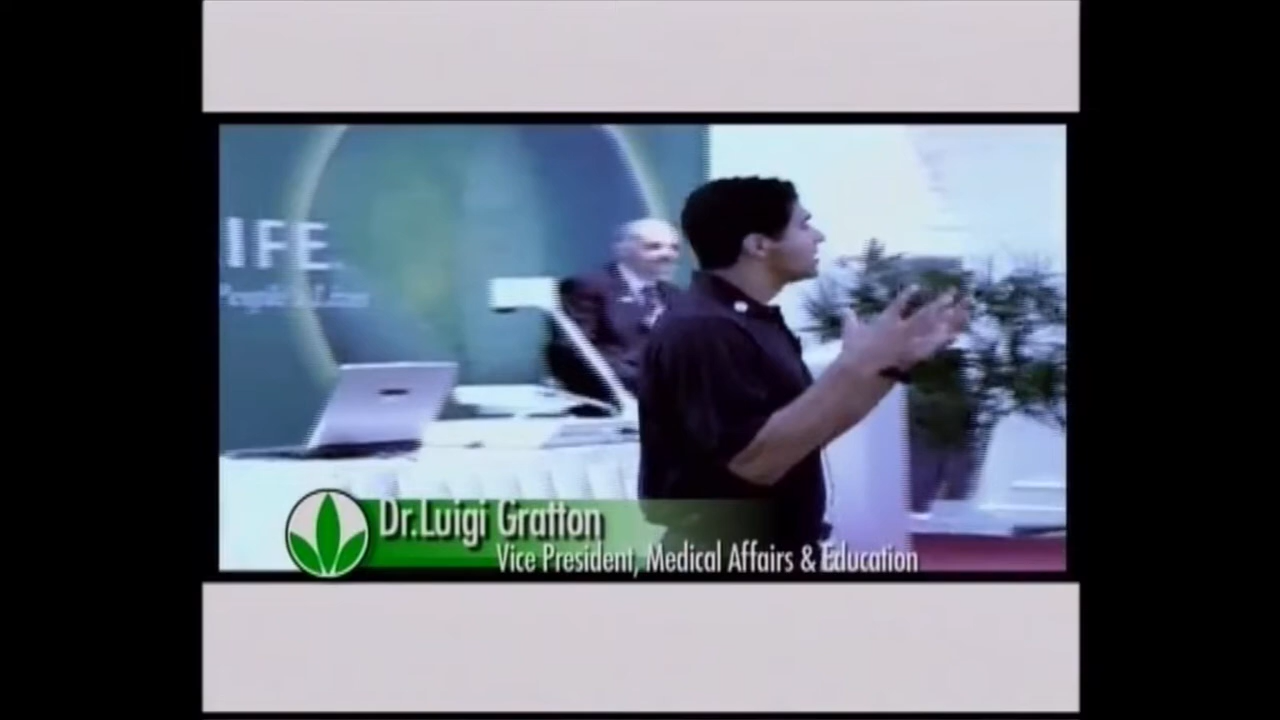 IFE
Dr.Luigi Gratton
Vice President, Medical Affairs & Education